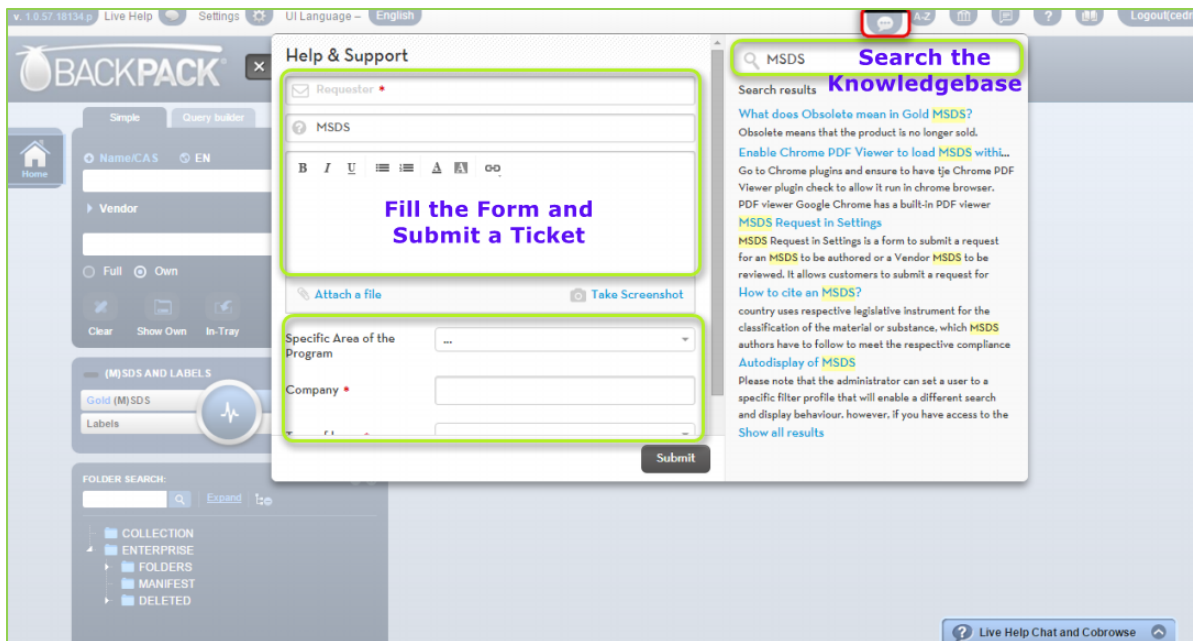 v. 1.0.57.18134.p Live Help Settings UI Language – English
A-Z ? Logout(cedr
BACKPACK
Simple Query builder
Home
Name/CAS EN
Vendor
Full Own
Clear Show Own In-Tray
(M)SDS AND LABELS
Gold (M)SDS
Labels
FOLDER SEARCH:
Expand
COLLECTION
ENTERPRISE
FOLDERS
MANIFEST
DELETED
Help & Support
Requester *
MSDS
B I U A A
Fill the Form and
Submit a Ticket
Attach a file Take Screenshot
Specific Area of the
Program
...
Company *
Submit
MSDS
Search the
Knowledgebase
Search results
What does Obsolete mean in Gold MSDS?
Obsolete means that the product is no longer sold.
Enable Chrome PDF Viewer to load MSDS withi...
Go to Chrome plugins and ensure to have tje Chrome PDF
Viewer plugin check to allow it run in chrome browser.
PDF viewer Google Chrome has a built-in PDF viewer
MSDS Request in Settings
MSDS Request in Settings is a form to submit a request
for an MSDS to be authored or a Vendor MSDS to be
reviewed. It allows customers to submit a request for
How to cite an MSDS?
country uses respective legislative instrument for the
classification of the material or substance, which MSDS
authors have to follow to meet the respective compliance
Autodisplay of MSDS
Please note that the administrator can set a user to a
specific filter profile that will enable a different search
and display behaviour. however, if you have access to the
Show all results
Live Help Chat and Cobrowse